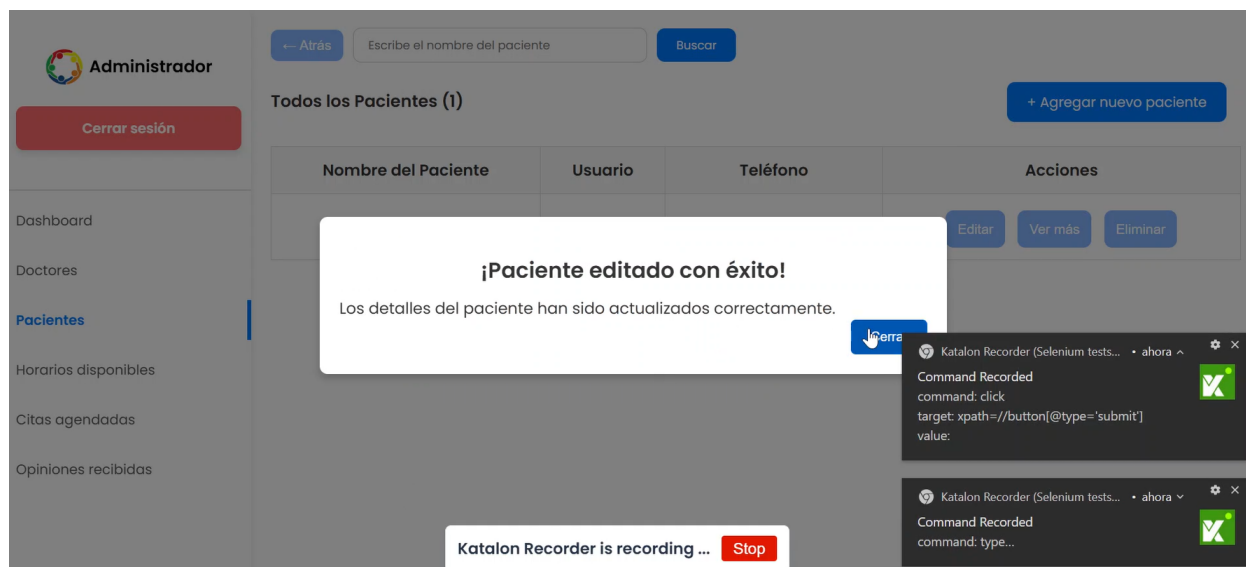 Administrador
Cerrar sesión
Dashboard
Doctores
Pacientes
Horarios disponibles
Citas agendadas
Opiniones recibidas
← Atrás
Escribe el nombre del paciente
Buscar
Todos los Pacientes (1)
+ Agregar nuevo paciente
Nombre del Paciente Usuario Teléfono Acciones
Editar Ver más Eliminar
¡Paciente editado con éxito!
Los detalles del paciente han sido actualizados correctamente.
Katalon Recorder (Selenium tests... • ahora
Command Recorded
command: click
target: xpath=//button[@type='submit']
value:
Katalon Recorder (Selenium tests... • ahora
Command Recorded
command: type...
Katalon Recorder is recording ... Stop